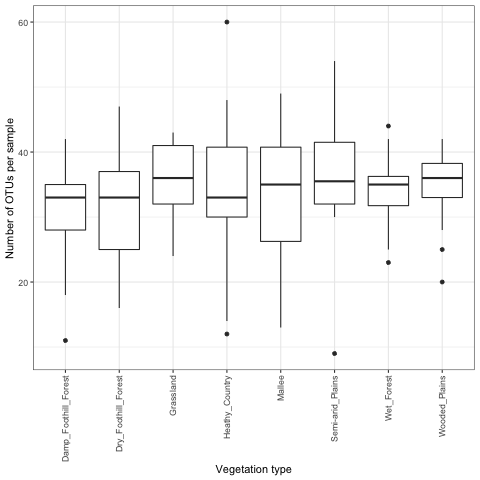 60
40
20
Number of OTUs per sample
Damp_Foothill_Forest
Dry_Foothill_Forest
Grassland
Heathy_Country
Mallee
Semi-arid_Plains
Wet_Forest
Wooded_Plains
Vegetation type